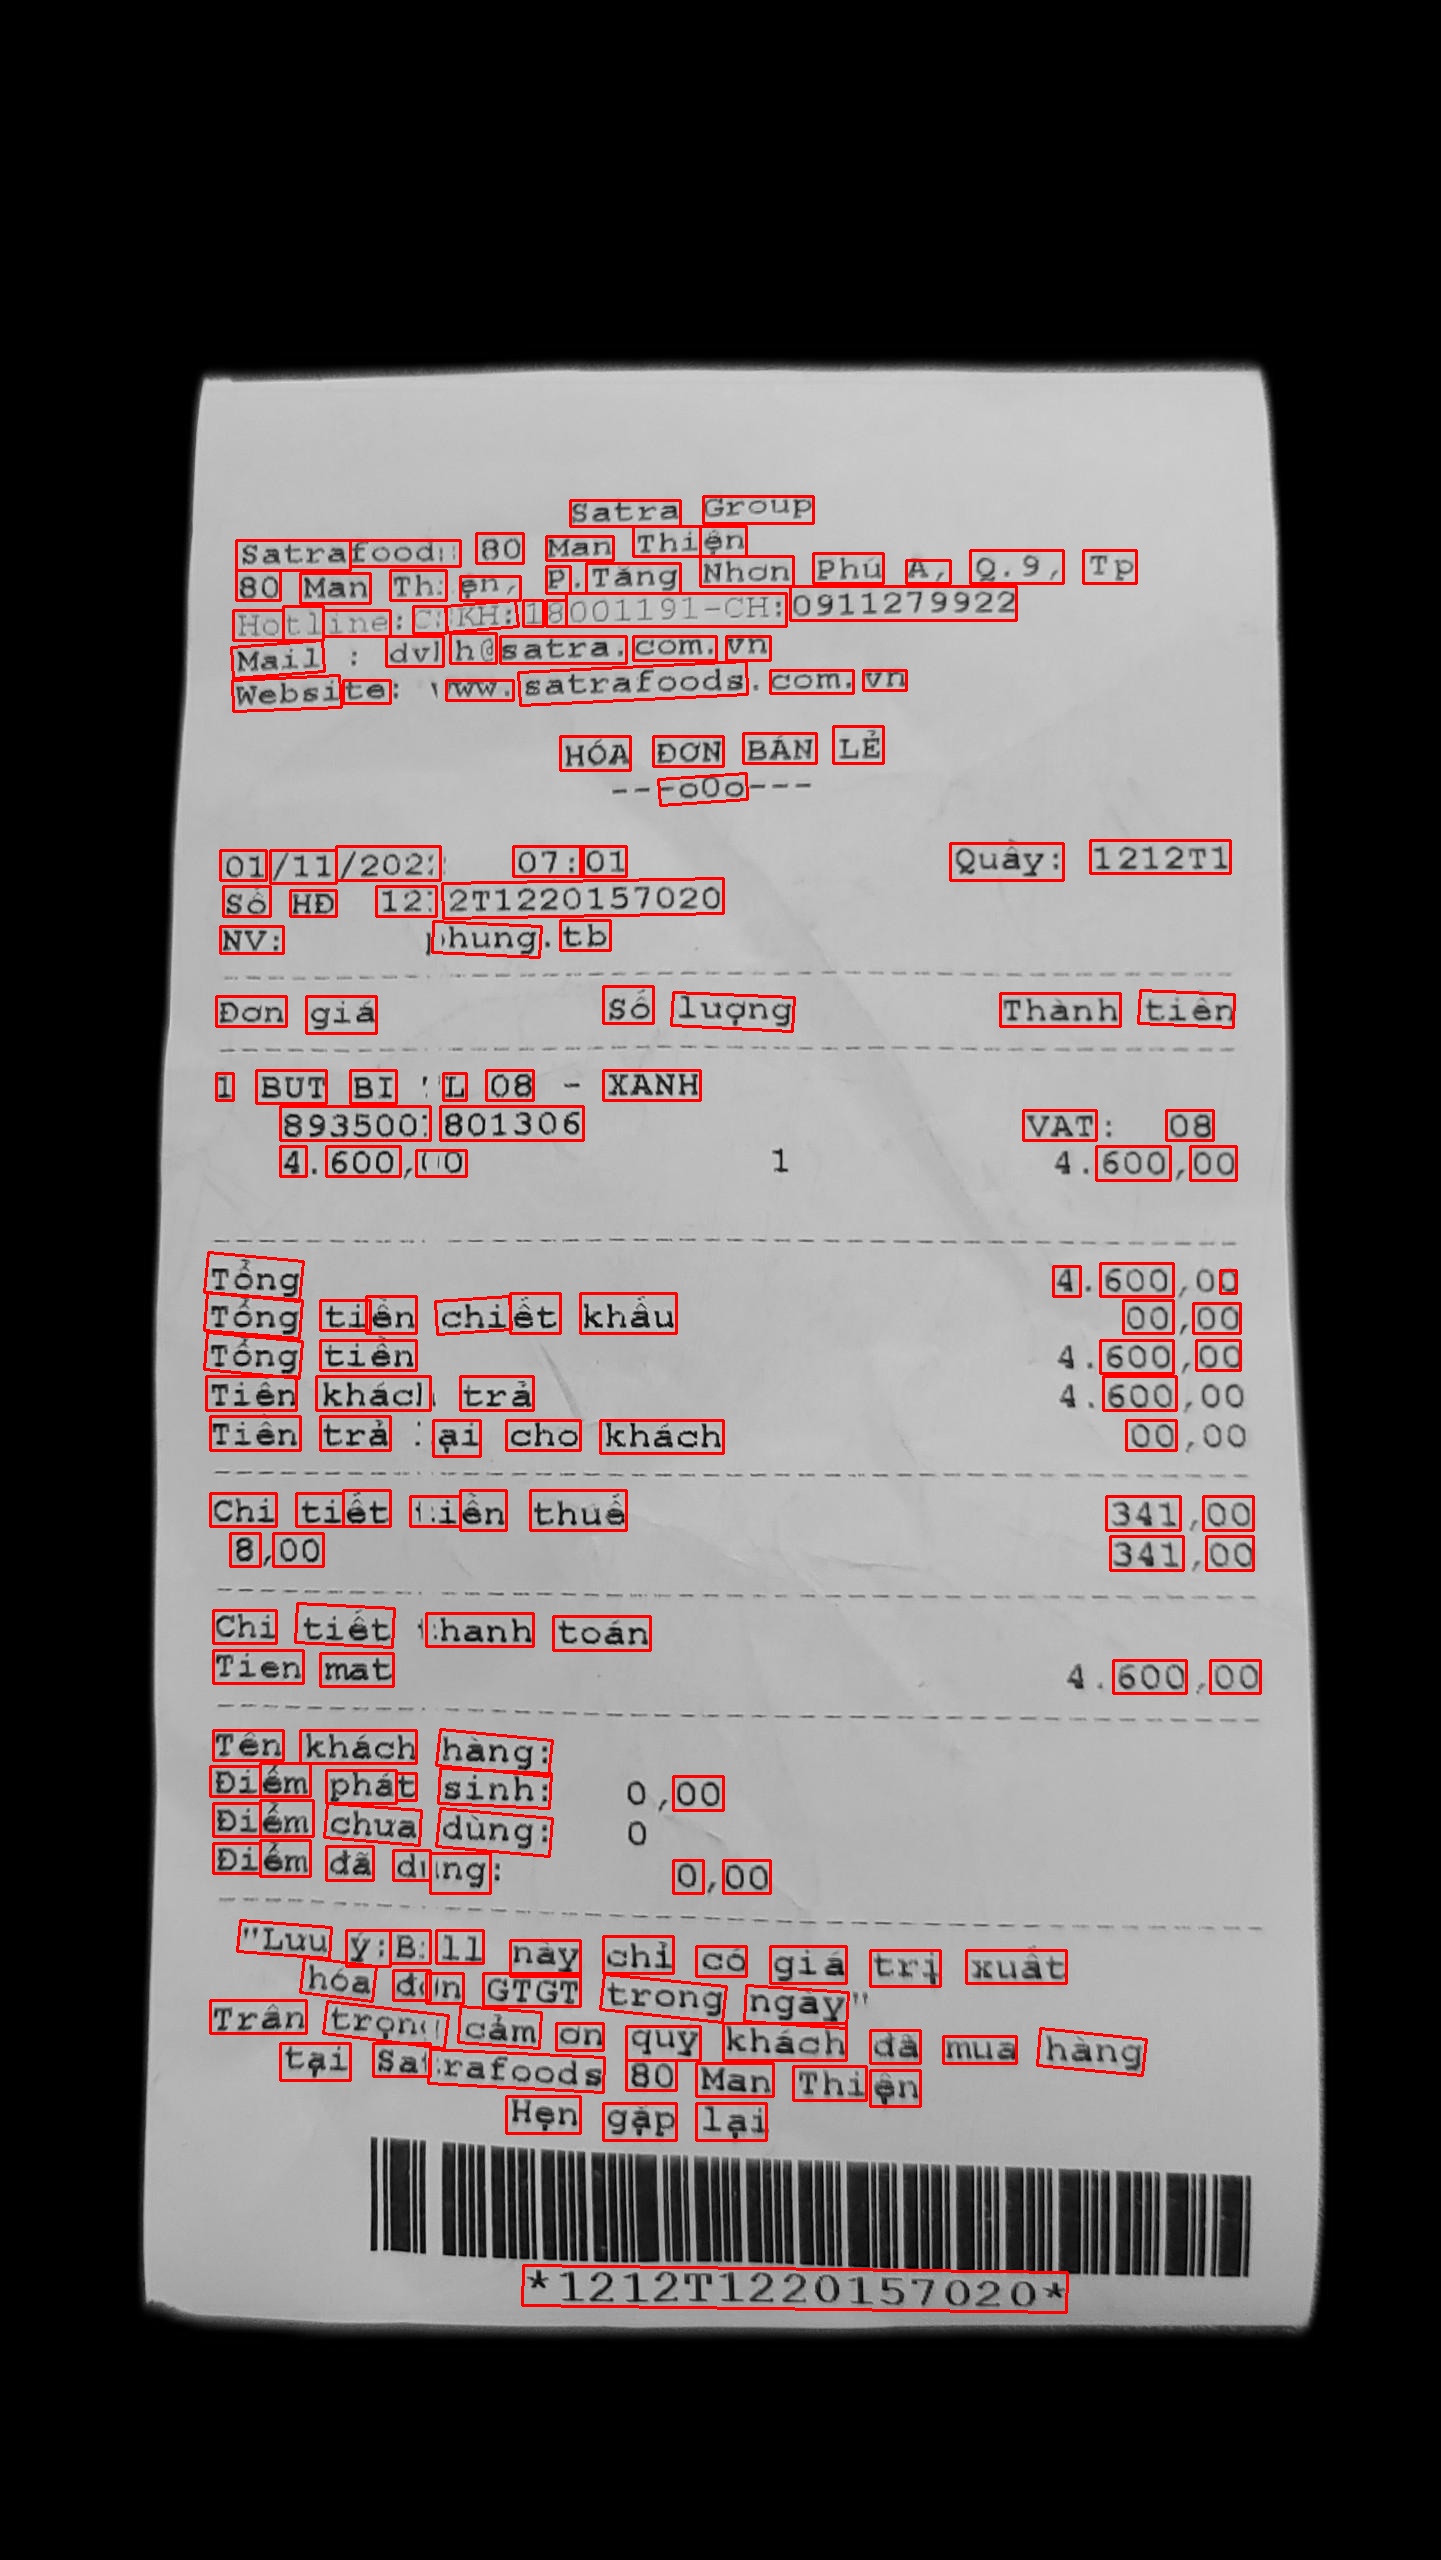 Satra Group
Satrafoods 80 Man Thiện
80 Man Thiện, P.Tăng Nhơn Phú A, Q.9, Tp
Hotline:CSKH:18001191-CH:0911279922
Mail : dvkh@satra.com.vn
Website: www.satrafoods.com.vn
HÓA ĐƠN BÁN LẺ
---oOo---
01/11/202 07:01 Quầy: 1212T1
Số HĐ 1212T1220157020
NV: phung.tb
Đơn giá Số lượng Thành tiền
1 BUT BI TL 08 - XANH
893500 801306 VAT: 08
4.600,00 1 4.600,00
Tổng 4.600,00
Tổng tiền chiết khấu 00,00
Tổng tiền 4.600,00
Tiền khách trả 4.600,00
Tiền trả lại cho khách 00,00
Chi tiết tiền thuế 341,00
8,00 341,00
Chi tiết thanh toán
Tien mat 4.600,00
Tên khách hàng:
Điểm phát sinh: 0,00
Điểm chưa dùng: 0
Điểm đã dùng: 0,00
"Lưu ý:Bill này chỉ có giá trị xuất
hóa đơn GTGT trong ngày"
Trân trọng cảm ơn quý khách đã mua hàng
tại Satrafoods 80 Man Thiện
Hẹn gặp lại
*1212T1220157020*